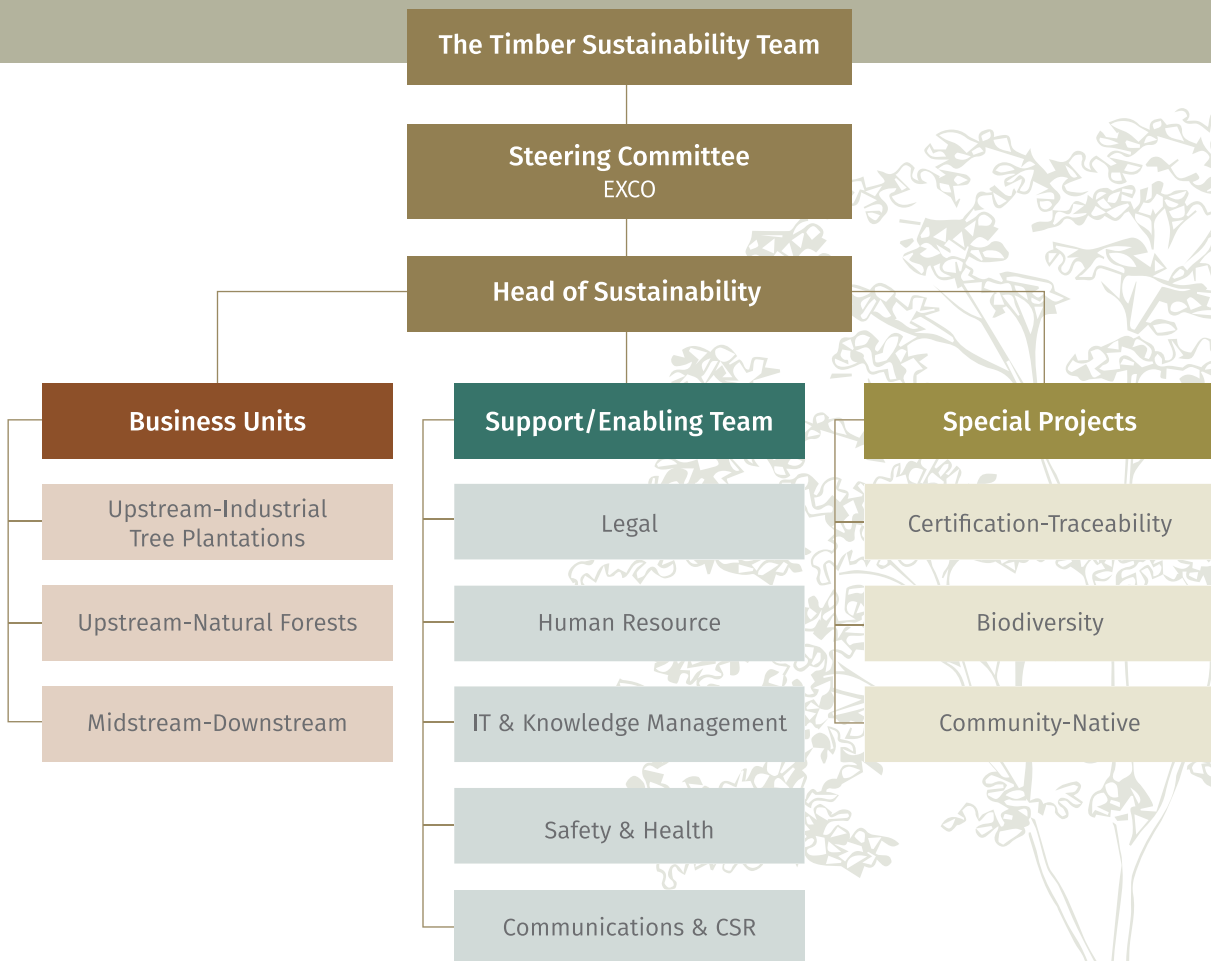 The Timber Sustainability Team
Steering Committee
EXCO
Head of Sustainability
Business Units
Upstream-Industrial
Tree Plantations
Upstream-Natural Forests
Midstream-Downstream
Support/Enabling Team
Legal
Human Resource
IT & Knowledge Management
Safety & Health
Communications & CSR
Special Projects
Certification-Traceability
Biodiversity
Community-Native